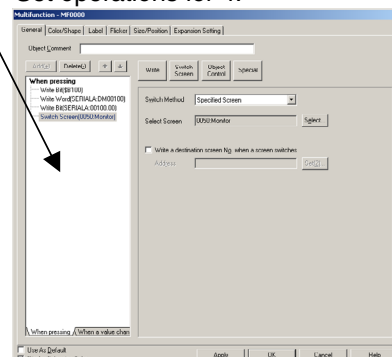 Set operations for 4.
Multifunction - MF0000
General Color/Shape Label Flicker Size/Position Expansion Setting
Object Comment
Add(a) Delete(r)
Write Switch Screen Object Control Special
When pressing
Write Bit($B100)
Write Word(SERIALA:DM00100)
Write Bit(SERIALA:00100.00)
Switch Screen(0050:Monitor)
Switch Method Specified Screen
Select Screen 0050:Monitor Select
Write a destination screen No. when a screen switches
Address Set(Z)
When pressing When a value chan
Use As Default
Apply OK Cancel Help